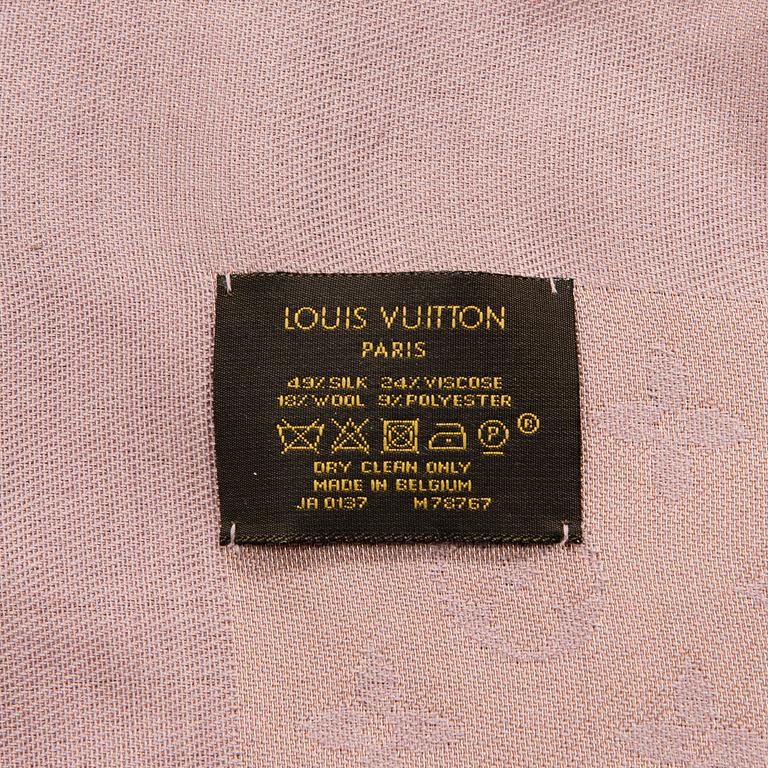 LOUIS VUITTON
PARIS
49% SILK 24% VISCOSE
18% WOOL 9% POLYESTER
P ®
DRY CLEAN ONLY
MADE IN BELGIUM
JA 0137 M78767